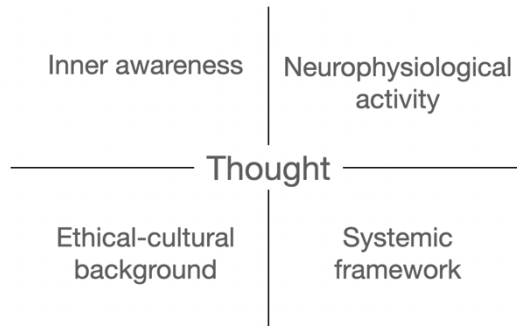 Inner awareness
Neurophysiological
activity
Thought
Ethical-cultural
background
Systemic
framework